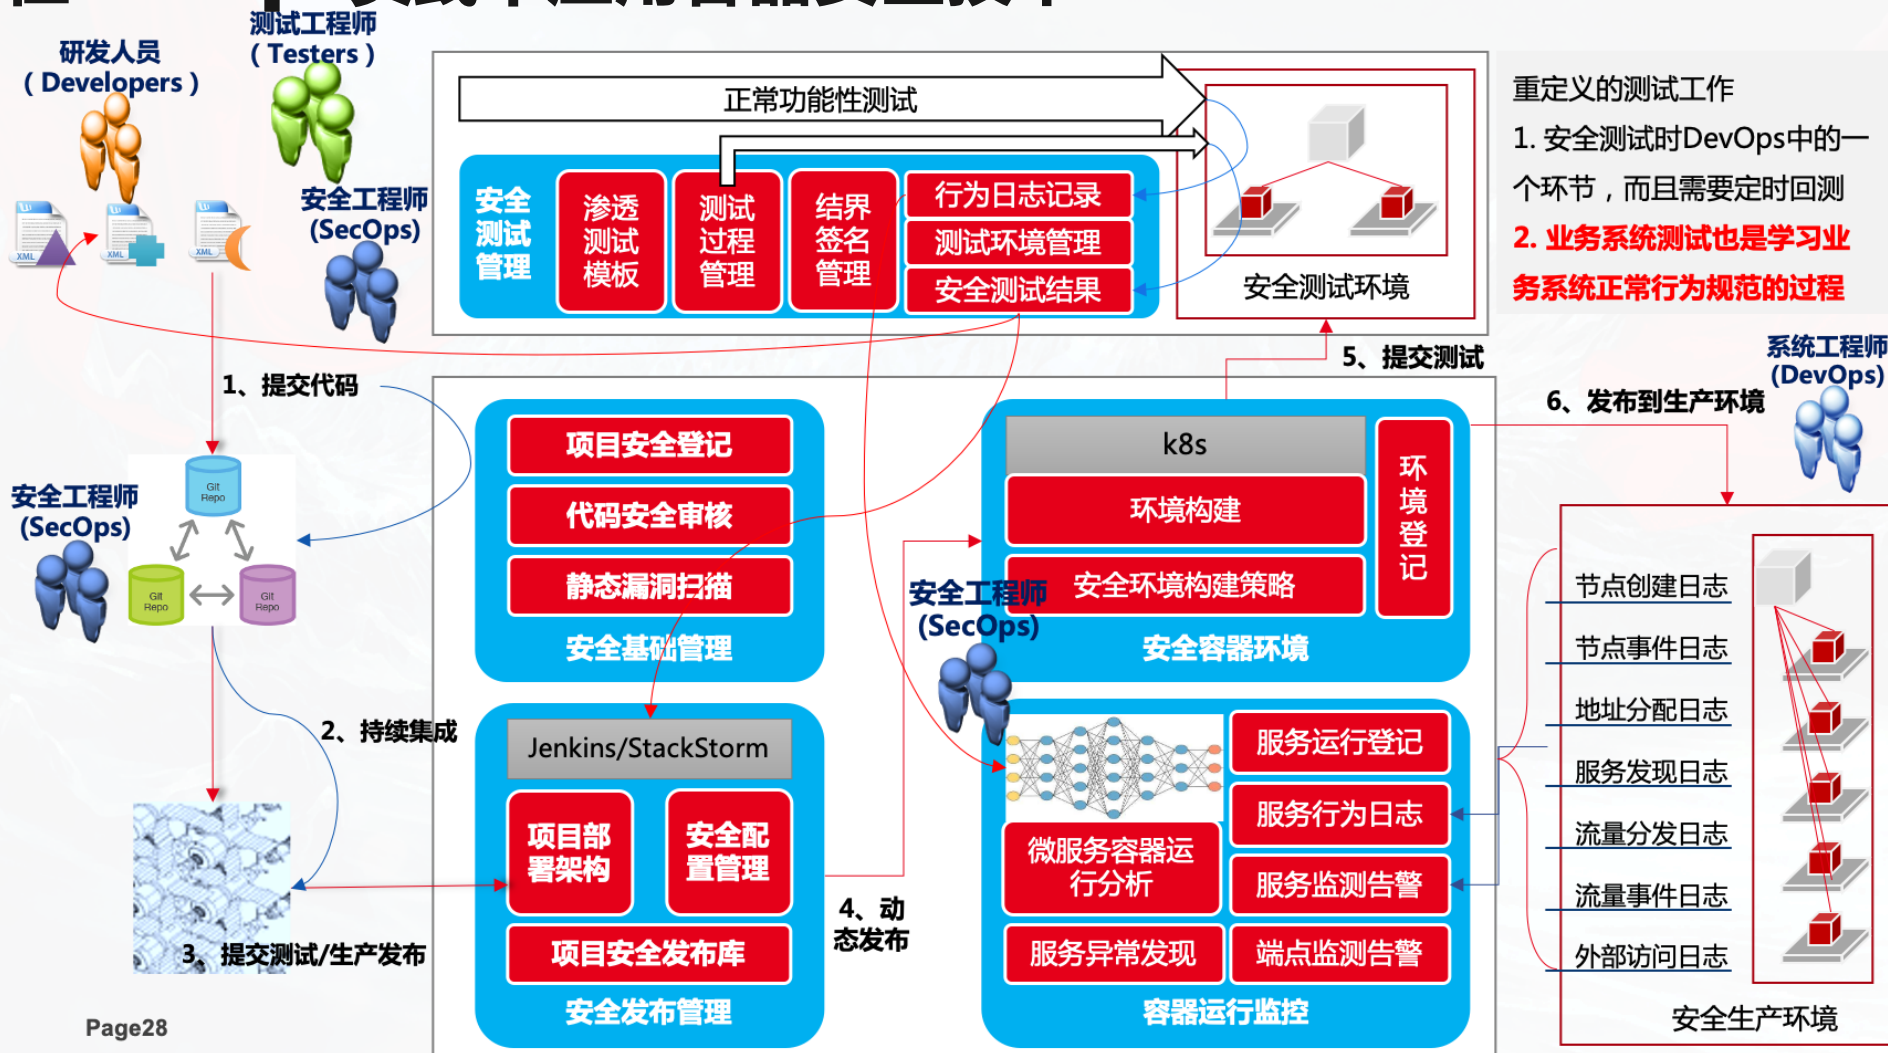 研发人员
( Developers )
测试工程师
( Testers )
安全工程师
(SecOps)
XML
XML
XML
正常功能性测试
安全
测试
管理
渗透
测试
模板
测试
过程
管理
结界
签名
管理
行为日志记录
测试环境管理
安全测试结果
安全测试环境
重定义的测试工作
1. 安全测试时DevOps中的一
个环节，而且需要定时回测
2. 业务系统测试也是学习业
务系统正常行为规范的过程
1、提交代码
5、提交测试
系统工程师
(DevOps)
6、发布到生产环境
安全工程师
(SecOps)
Git
Repo
Git
Repo
Git
Repo
项目安全登记
代码安全审核
静态漏洞扫描
安全基础管理
k8s
环境构建
安全环境构建策略
环
境
登
记
安全容器环境
安全工程师
(SecOps)
2、持续集成
Jenkins/StackStorm
项目部
署架构
安全配
置管理
项目安全发布库
安全发布管理
3、提交测试/生产发布
4、动
态发布
服务运行登记
服务行为日志
微服务容器运
行分析
服务监测告警
服务异常发现
端点监测告警
容器运行监控
节点创建日志
节点事件日志
地址分配日志
服务发现日志
流量分发日志
流量事件日志
外部访问日志
安全生产环境
Page28